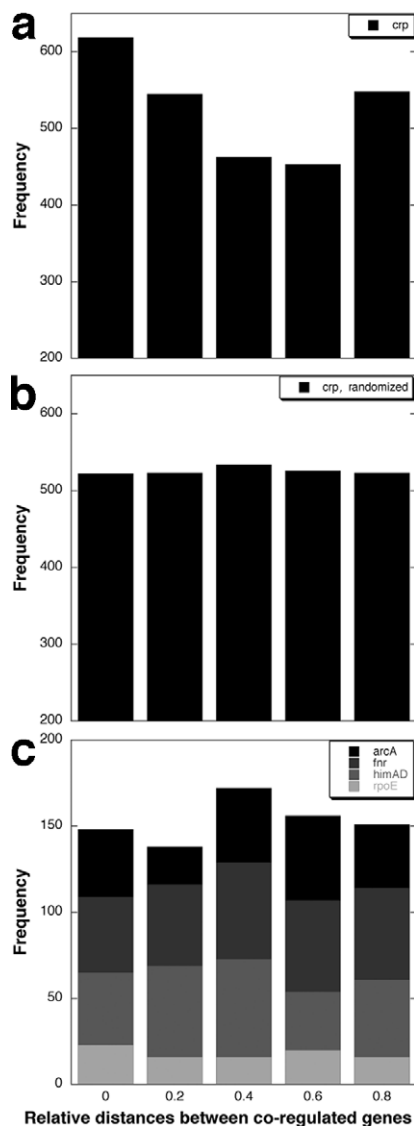 a
crp
600
500
400
300
200
Frequency
b
crp, randomized
600
500
400
300
200
Frequency
c
arcA
fnr
himAD
rpoE
200
150
100
50
0
Frequency
0 0.2 0.4 0.6 0.8
Relative distances between co-regulated genes